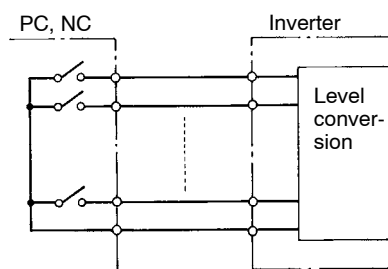 PC, NC
Inverter
Level
conver-
sion